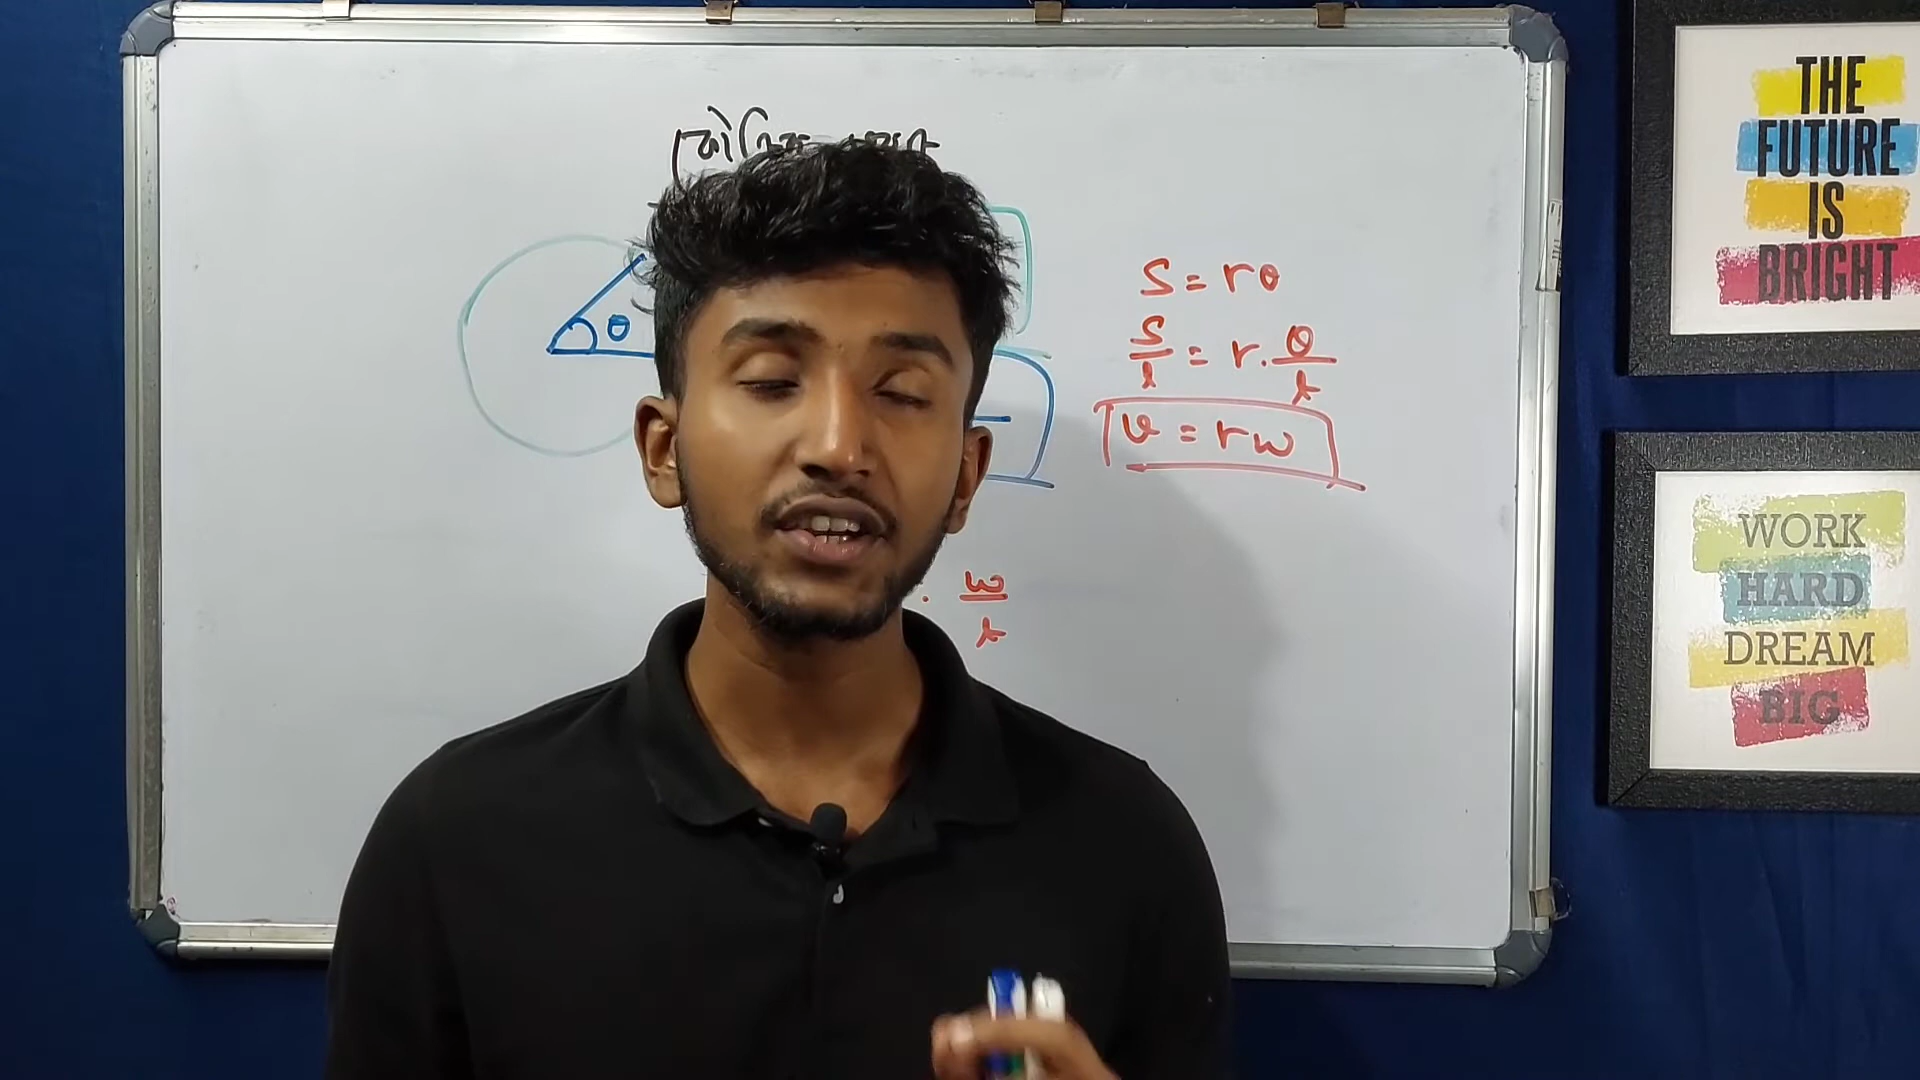 θ
S = rθ
S/t = r. θ/t
v = rω
. ω/t
THE
FUTURE
IS
BRIGHT
WORK
HARD
DREAM
BIG